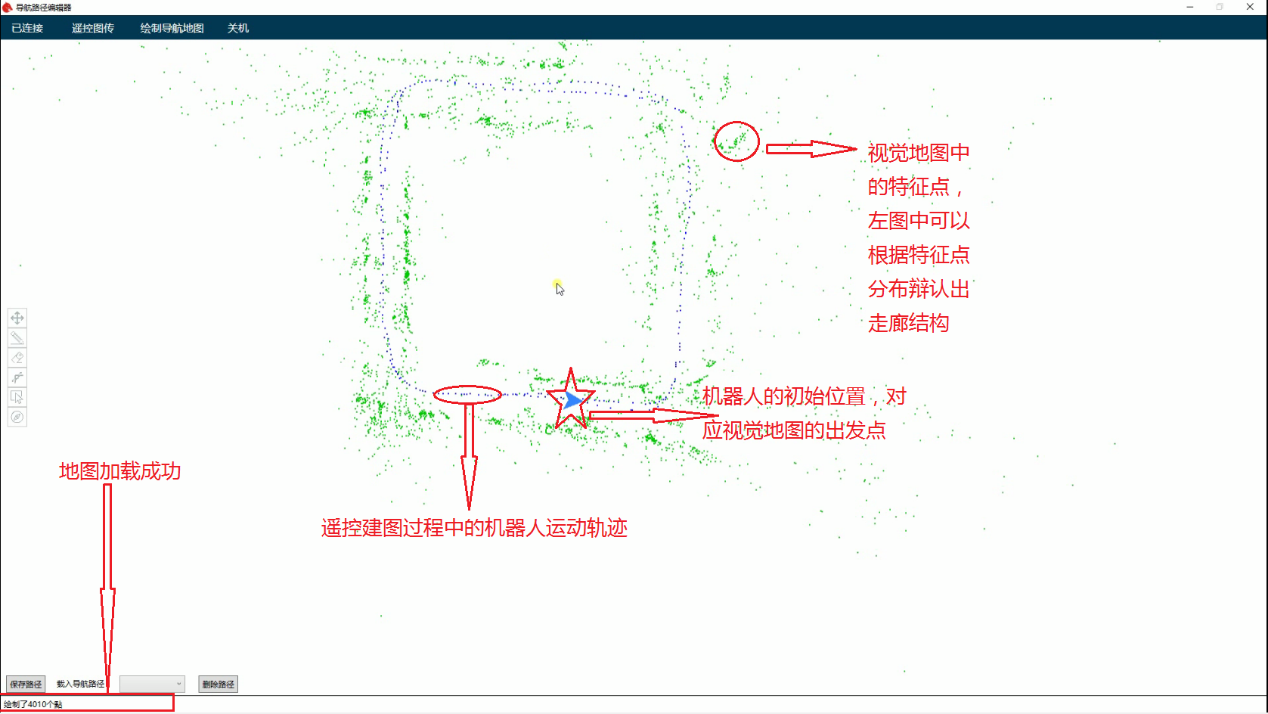 导航路径编辑器
已连接 遥控图传 绘制导航地图 关机
视觉地图中
的特征点，
左图中可以
根据特征点
分布辩认出
走廊结构
机器人的初始位置，对
应视觉地图的出发点
地图加载成功
遥控建图过程中的机器人运动轨迹
保存路径 载入导航路径 删除路径
绘制了4010个點